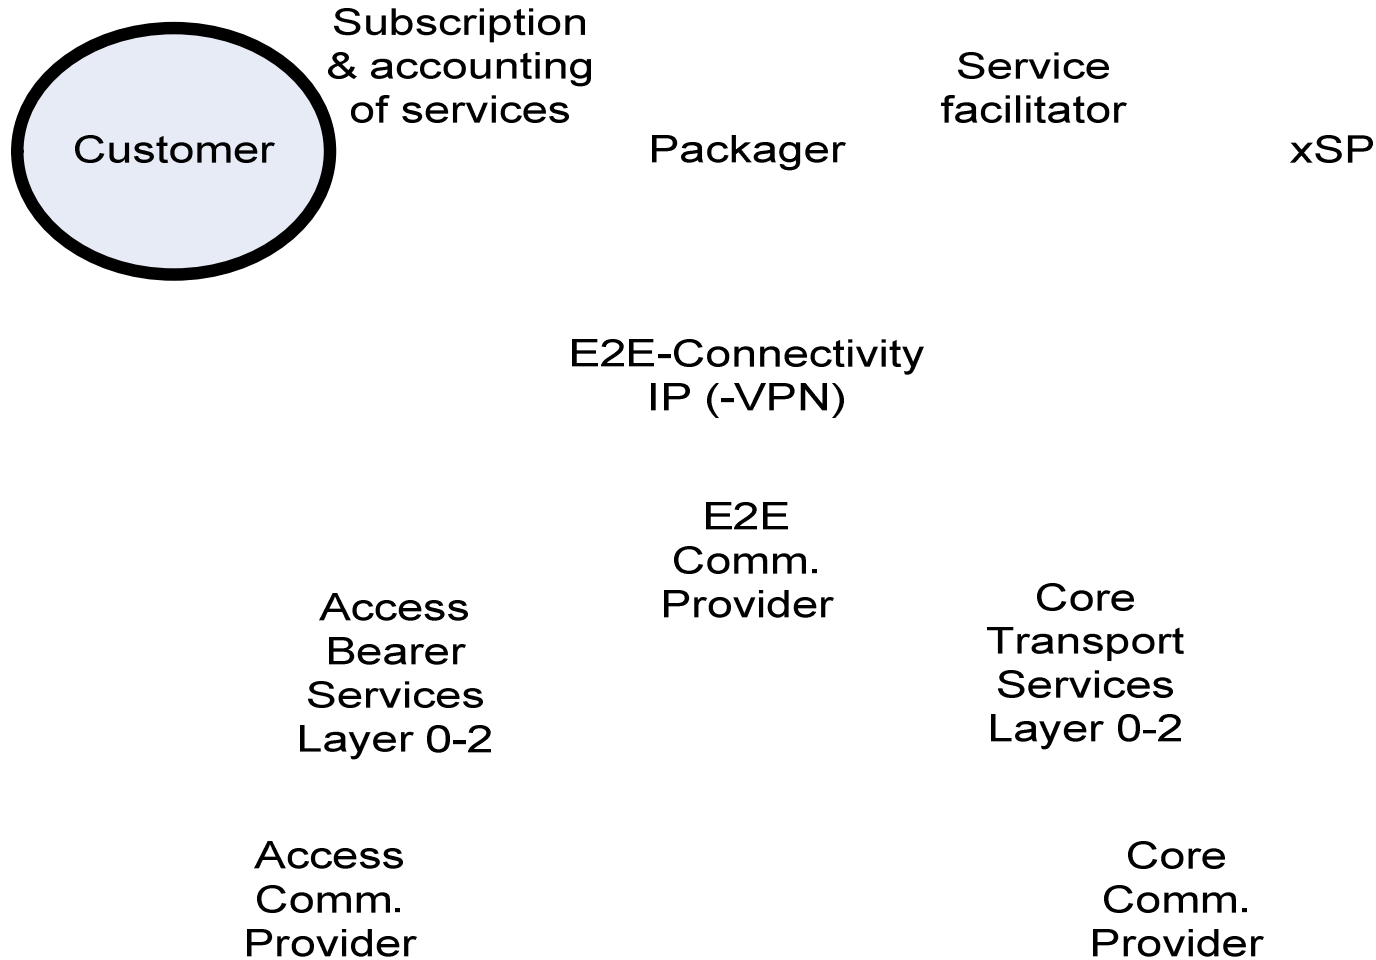 Subscription
& accounting
of services
Service
facilitator
Customer
Packager
xSP
E2E-Connectivity
IP (-VPN)
E2E
Comm.
Provider
Access
Bearer
Services
Layer 0-2
Core
Transport
Services
Layer 0-2
Access
Comm.
Provider
Core
Comm.
Provider